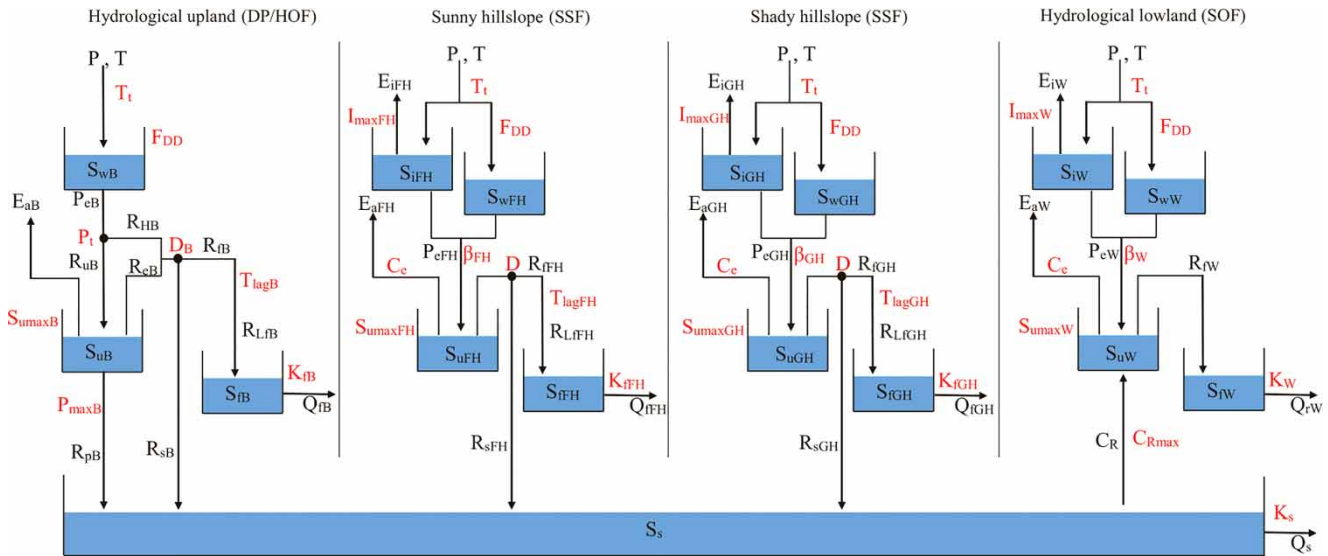 Hydrological upland (DP/HOF)
P , T
Tt
FDD
SwB
PeB
EaB
RHB
Pt
DB
RfB
RuB
ReB
TlagB
SumaxB
SuB
RLfB
SfB
KfB
QfB
PmaxB
RpB
RsB
Sunny hillslope (SSF)
P , T
EiFH
Tt
ImaxFH
FDD
SiFH
SwFH
EaFH
PeFH
βFH
D
RfFH
Ce
TlagFH
SumaxFH
SuFH
RLfFH
SfFH
KfFH
QfFH
RsFH
Shady hillslope (SSF)
P , T
EiGH
Tt
ImaxGH
FDD
SiGH
SwGH
EaGH
PeGH
βGH
D
RfGH
Ce
TlagGH
SumaxGH
SuGH
RLfGH
SfGH
KfGH
QfGH
RsGH
Hydrological lowland (SOF)
P , T
EiW
Tt
ImaxW
FDD
SiW
SwW
EaW
PeW
βW
RfW
Ce
SumaxW
SuW
SfW
KW
QrW
CR
CRmax
Ss
Ks
Qs